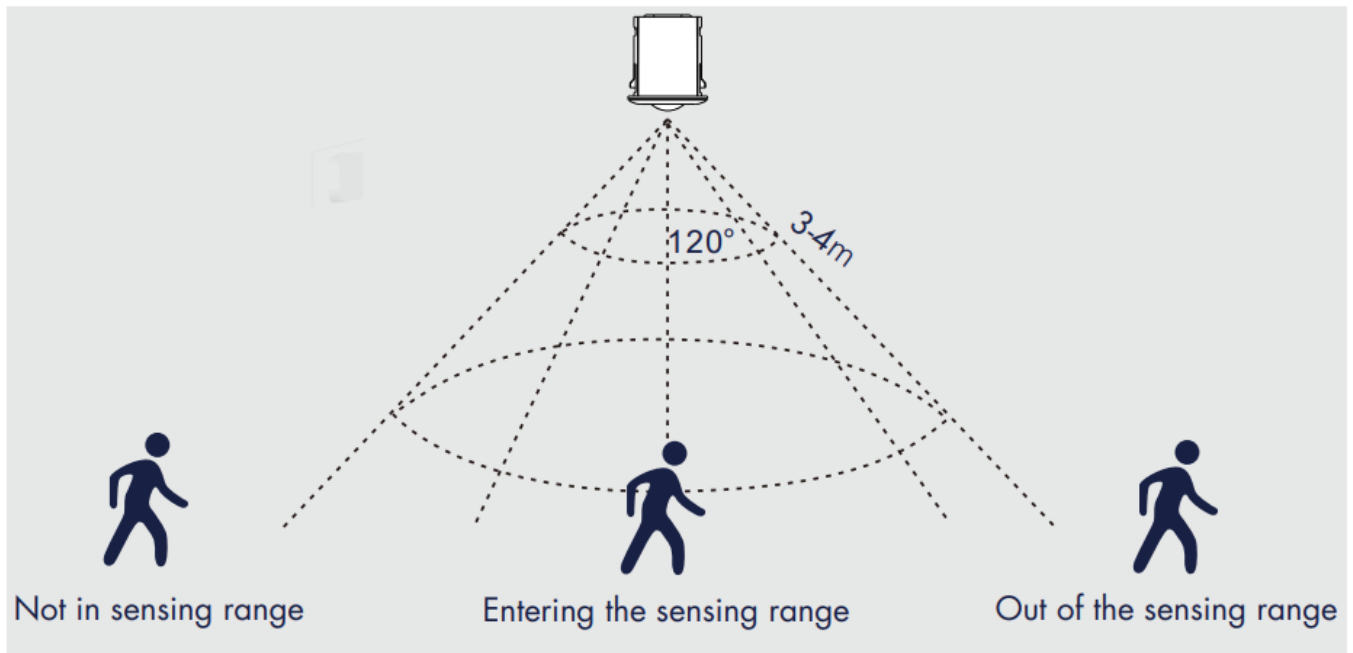 120°
3-4m
Not in sensing range
Entering the sensing range
Out of the sensing range